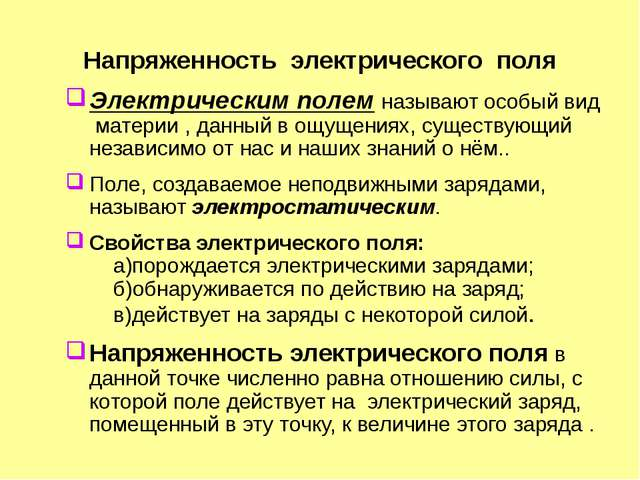 Напряженность электрического поля
Электрическим полем называют особый вид
материи , данный в ощущениях, существующий
независимо от нас и наших знаний о нём..
Поле, создаваемое неподвижными зарядами,
называют электростатическим.
Свойства электрического поля:
а)порождается электрическими зарядами;
б)обнаруживается по действию на заряд;
в)действует на заряды с некоторой силой.
Напряженность электрического поля в
данной точке численно равна отношению силы, с
которой поле действует на электрический заряд,
помещенный в эту точку, к величине этого заряда .